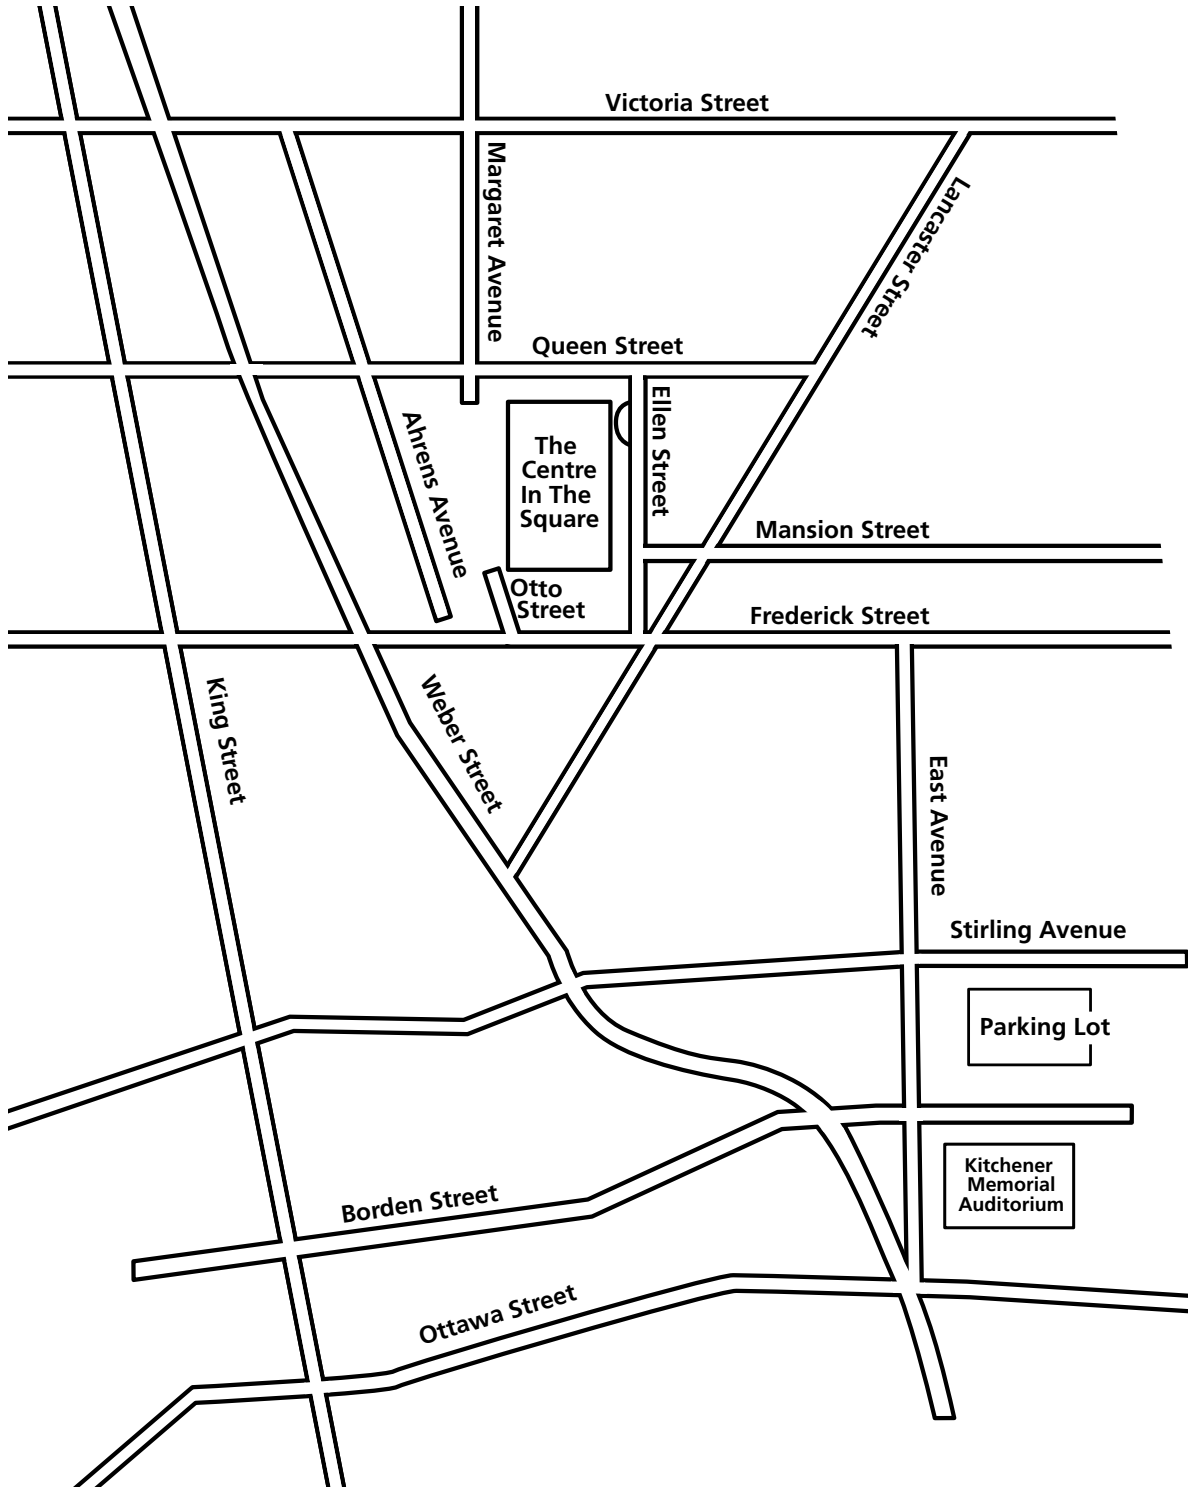 Victoria Street
Margaret Avenue
Lancaster Street
Queen Street
Ellen Street
Ahrens Avenue
The
Centre
In The
Square
Mansion Street
Otto
Street
Frederick Street
King Street
Weber Street
East Avenue
Stirling Avenue
Parking Lot
Kitchener
Memorial
Auditorium
Borden Street
Ottawa Street